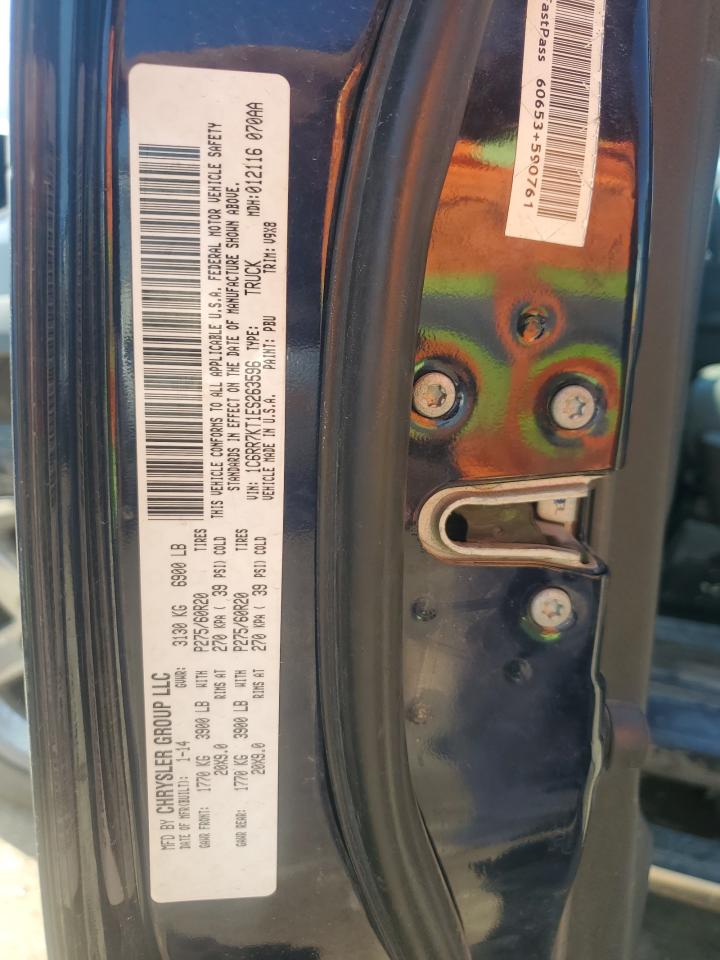 MFD BY CHRYSLER GROUP LLC
DATE OF MFR(BUILT): 1-14 GVWR: 3130 KG 6900 LB
GAWR FRONT: 1770 KG 3900 LB WITH P275/60R20 TIRES
20X9.0 RIMS AT 270 KPA ( 39 PSI) COLD
GAWR REAR: 1770 KG 3900 LB WITH P275/60R20 TIRES
20X9.0 RIMS AT 270 KPA ( 39 PSI) COLD
THIS VEHICLE CONFORMS TO ALL APPLICABLE U.S.A. FEDERAL MOTOR VEHICLE SAFETY
STANDARDS IN EFFECT ON THE DATE OF MANUFACTURE SHOWN ABOVE.
VIN: 1C6RR7KT1ES263596 TYPE: TRUCK MDH:012116 070AA
VEHICLE MADE IN U.S.A. PAINT: PBU TRIM: V9X8
FastPass 60653+590761